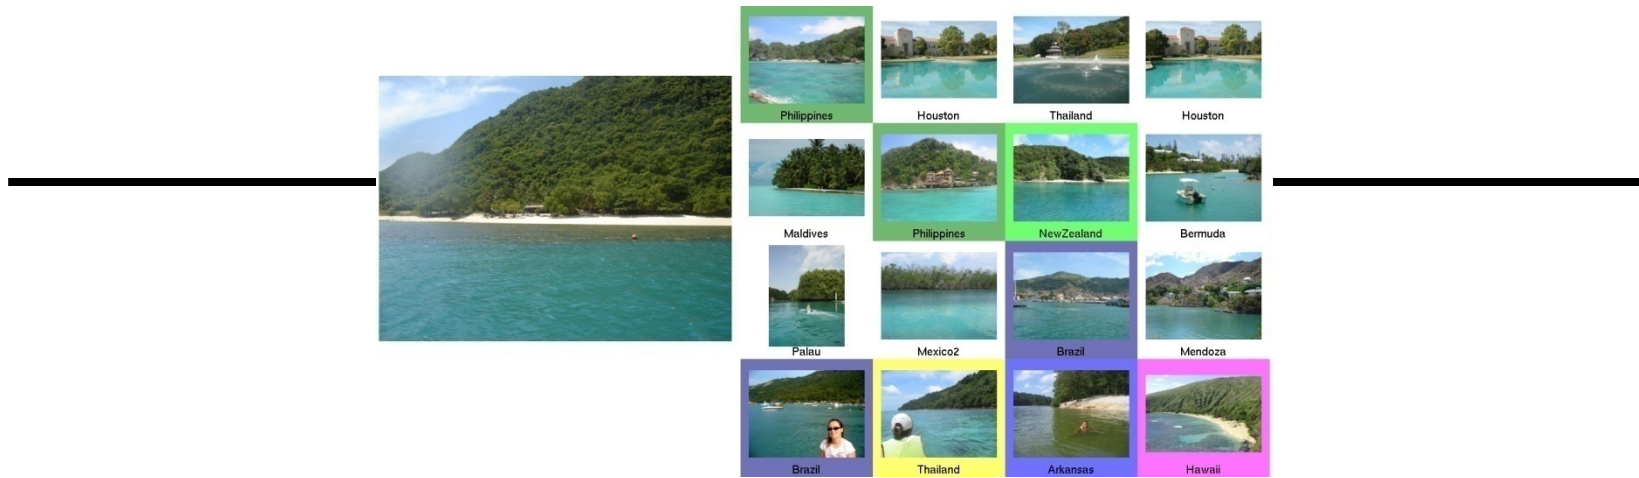 Philippines Houston Thailand Houston
Maldives Philippines NewZealand Bermuda
Palau Mexico2 Brazil Mendoza
Brazil Thailand Arkansas Hawaii